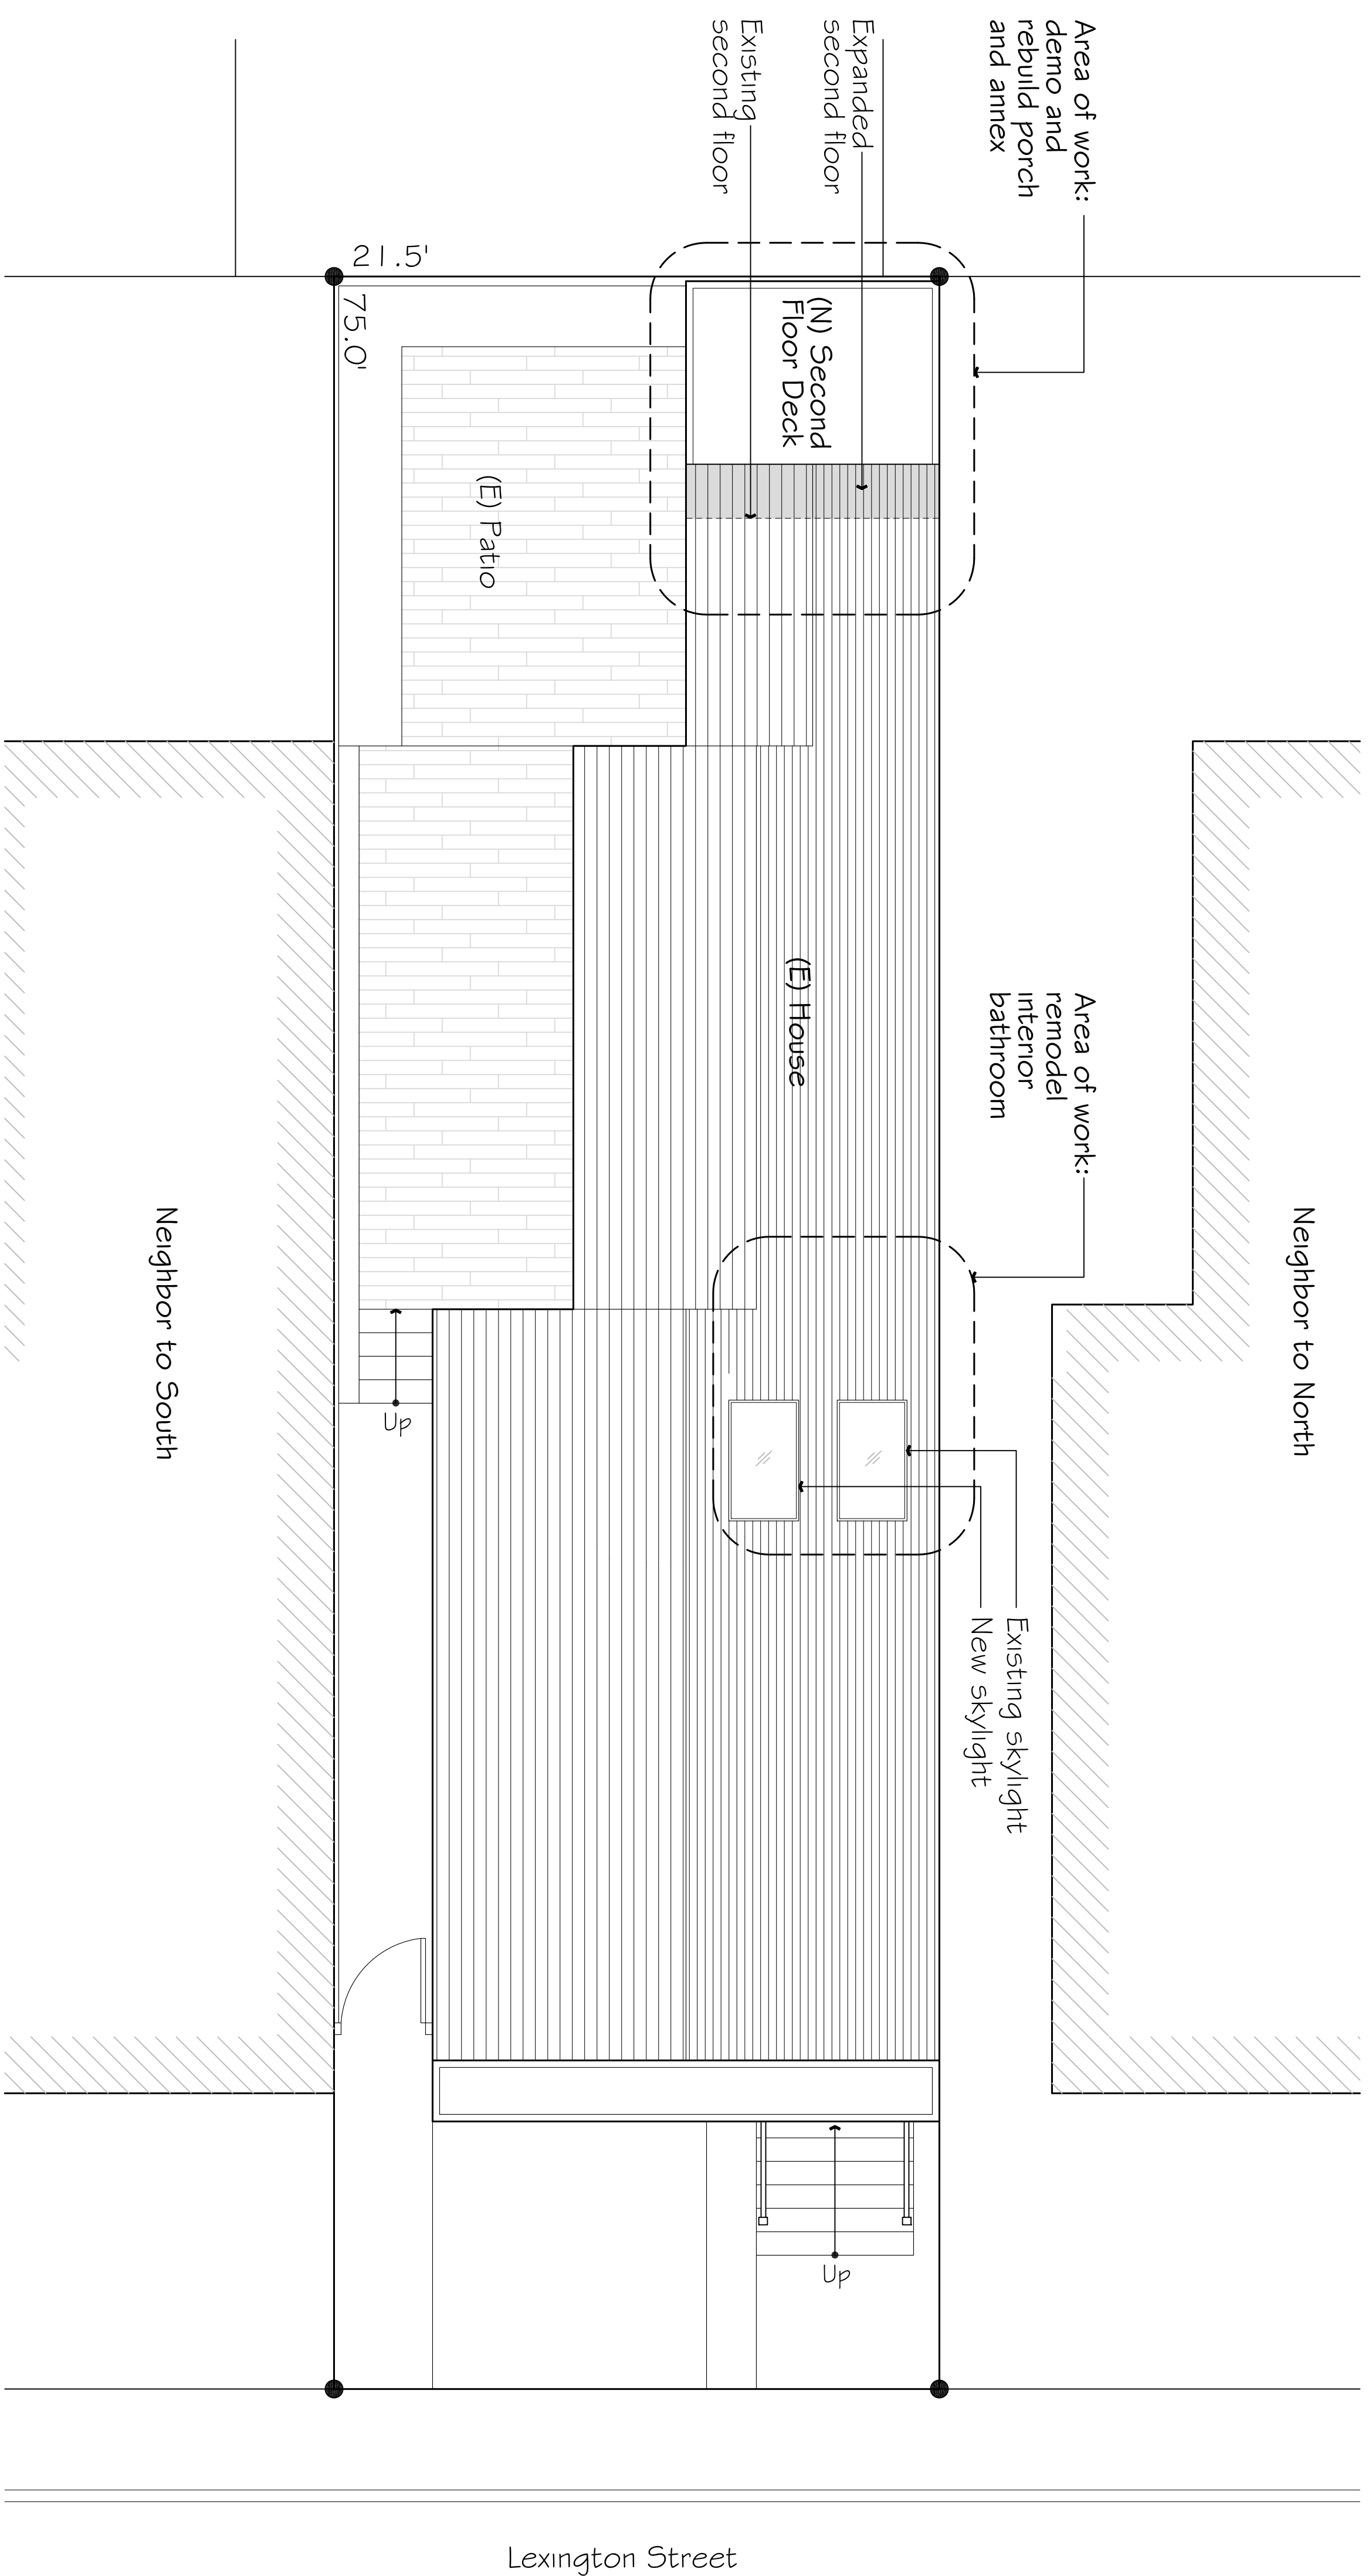 Area of work:
demo and
rebuild porch
and annex
Expanded
second floor
Existing
second floor
21.5'
75.0'
(N) Second
Floor Deck
(E) Patio
(E) House
Area of work:
remodel
interior
bathroom
Neighbor to North
Neighbor to South
Up
Existing skylight
New skylight
Up
Lexington Street